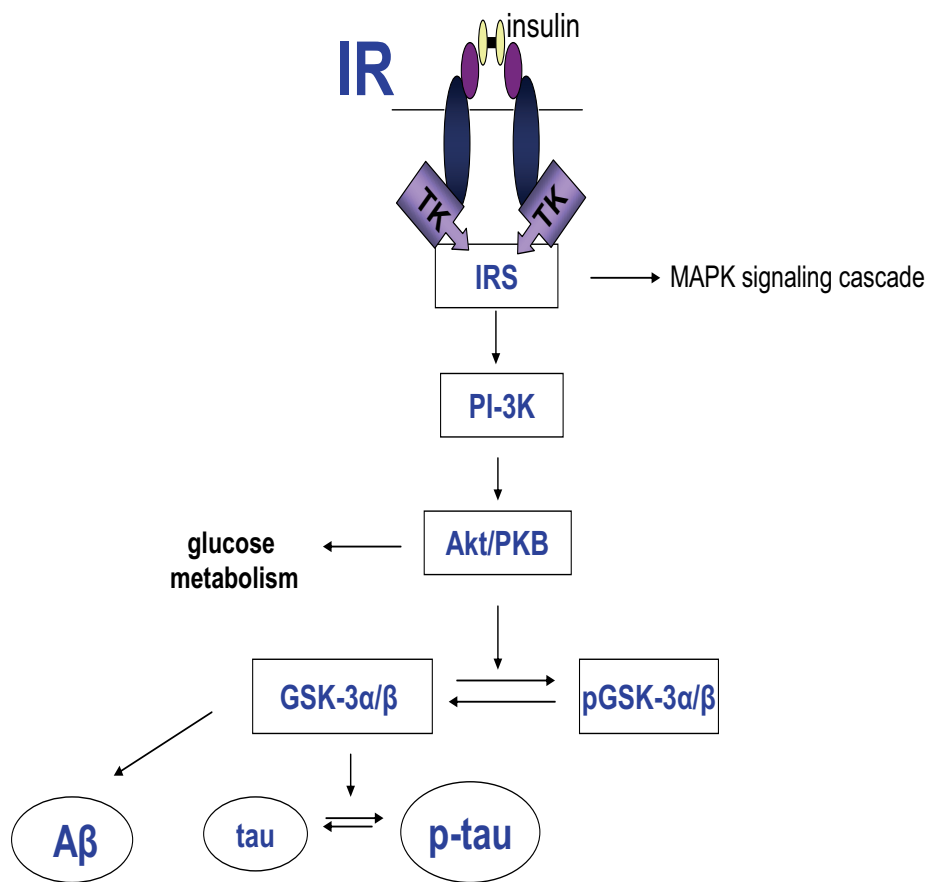 insulin
IR
TK
TK
IRS
MAPK signaling cascade
PI-3K
Akt/PKB
glucose
metabolism
GSK-3α/β
pGSK-3α/β
Aβ
tau
p-tau